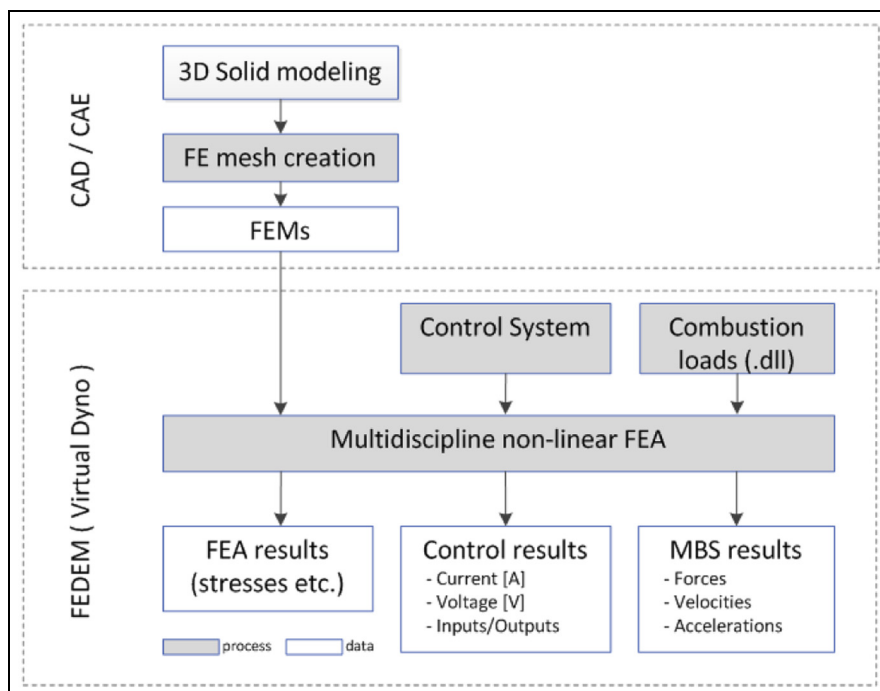 CAD / CAE
3D Solid modeling
FE mesh creation
FEMs
FEDEM ( Virtual Dyno )
Control System
Combustion
loads (.dll)
Multidiscipline non-linear FEA
FEA results
(stresses etc.)
Control results
- Current [A]
- Voltage [V]
- Inputs/Outputs
MBS results
- Forces
- Velocities
- Accelerations
process
data